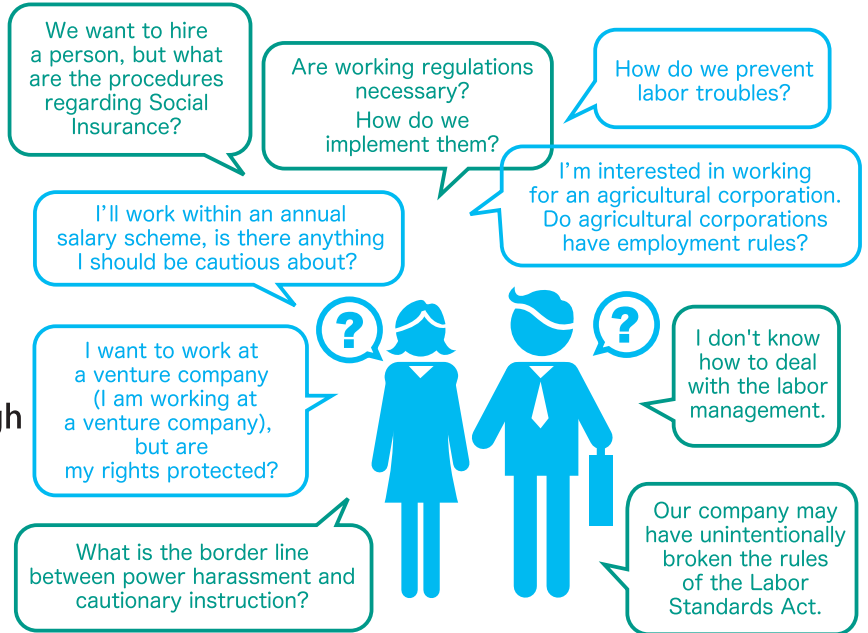 We want to hire
a person, but what
are the procedures
regarding Social
Insurance?
Are working regulations
necessary?
How do we
implement them?
How do we prevent
labor troubles?
I'm interested in working
for an agricultural corporation.
Do agricultural corporations
have employment rules?
I'll work within an annual
salary scheme, is there anything
I should be cautious about?
?
?
I want to work at
a venture company
(I am working at
a venture company),
but are
my rights protected?
gh
I don't know
how to deal
with the labor
management.
What is the border line
between power harassment and
cautionary instruction?
Our company may
have unintentionally
broken the rules
of the Labor
Standards Act.